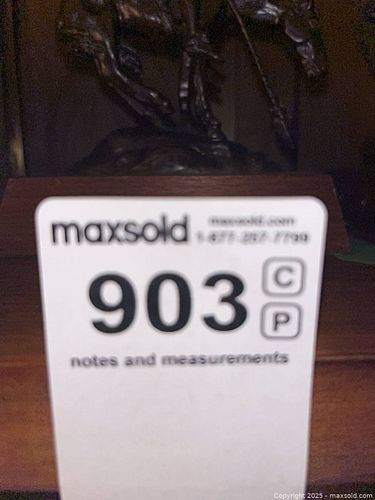 maxsold
maxsold.com
1-877-257-7799
903
C
P
notes and measurements
Copyright © 2025 - maxsold.com